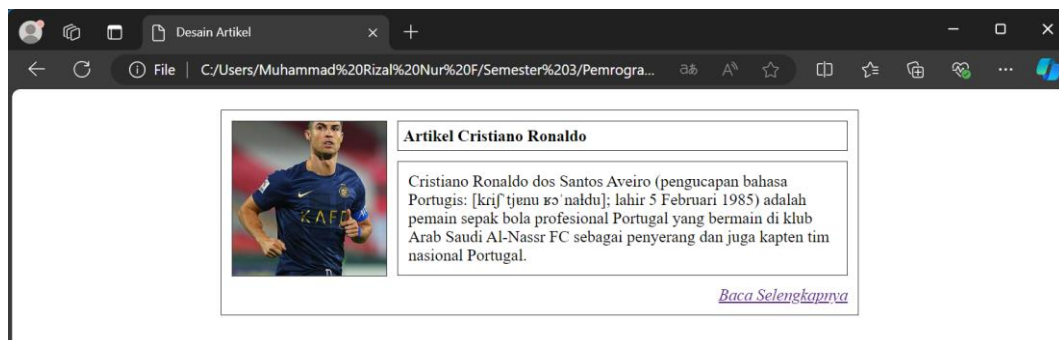 Desain Artikel
File | C:/Users/Muhammad%20Rizal%20Nur%20F/Semester%203/Pemrogra...
Artikel Cristiano Ronaldo
Cristiano Ronaldo dos Santos Aveiro (pengucapan bahasa
Portugis: [kɾiʃˈtjɐnu ʁɔˈnaɫdu]; lahir 5 Februari 1985) adalah
pemain sepak bola profesional Portugal yang bermain di klub
Arab Saudi Al-Nassr FC sebagai penyerang dan juga kapten tim
nasional Portugal.
KAFD
Baca Selengkapnya